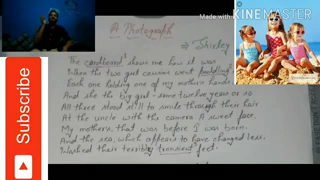 Made with
KINEMASTER
A Photograph
⇒ Shirley
The cardboard shows me how it was
When the two girl cousins went paddling
Each one holding one of my mother's hands,
And she the big girl - some twelve years or so.
All three stood still to smile through their hair
At the uncle with the camera. A sweet face,
My mother's, that was before I was born.
And the sea, which appears to have changed less,
Washed their terribly transient feet.
Subscribe